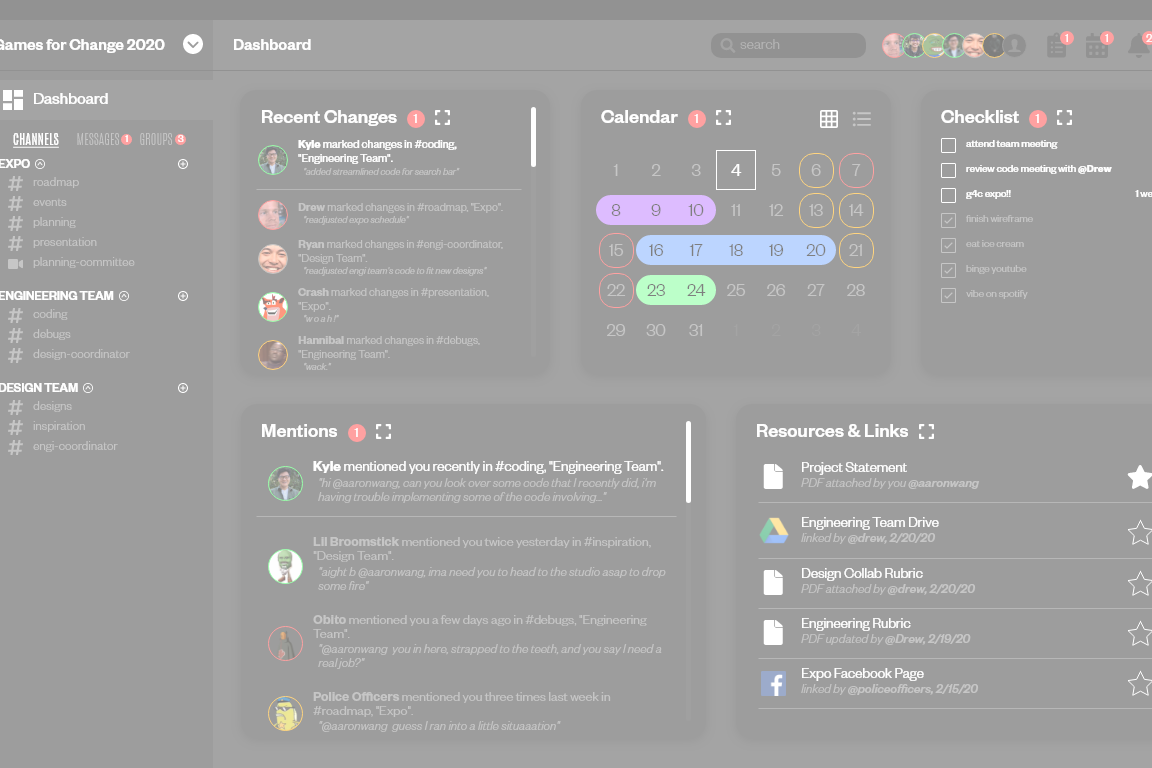 Games for Change 2020
Dashboard
search
1
1
2
Dashboard
CHANNELS
MESSAGES 1
GROUPS 3
EXPO
# roadmap
# events
# planning
# presentation
planning-committee
ENGINEERING TEAM
# coding
# debugs
# design-coordinator
DESIGN TEAM
# designs
# inspiration
# engi-coordinator
Recent Changes 1
Kyle marked changes in #coding,
"Engineering Team".
"added streamlined code for search bar"
Drew marked changes in #roadmap, "Expo".
"readjusted expo schedule"
Ryan marked changes in #engi-coordinator,
"Design Team".
"readjusted engi team's code to fit new designs"
Crash marked changes in #presentation,
"Expo".
"woah!"
Hannibal marked changes in #debugs,
"Engineering Team".
"wack."
Calendar 1
1 2 3 4 5 6 7
8 9 10 11 12 13 14
15 16 17 18 19 20 21
22 23 24 25 26 27 28
29 30 31 1 2 3 4
Checklist 1
attend team meeting
review code meeting with @Drew
g4c expo!! 1 we
finish wireframe
eat ice cream
binge youtube
vibe on spotify
Mentions 1
Kyle mentioned you recently in #coding, "Engineering Team".
"hi @aaronwang, can you look over some code that I recently did, i'm
having trouble implementing some of the code involving..."
Lil Broomstick mentioned you twice yesterday in #inspiration,
"Design Team".
"aight b @aaronwang, ima need you to head to the studio asap to drop
some fire"
Obito mentioned you a few days ago in #debugs, "Engineering
Team".
"@aaronwang you in here, strapped to the teeth, and you say I need a
real job?"
Police Officers mentioned you three times last week in
#roadmap, "Expo".
"@aaronwang guess I ran into a little situaaation"
Resources & Links
Project Statement
PDF attached by you @aaronwang
Engineering Team Drive
linked by @drew, 2/20/20
Design Collab Rubric
PDF attached by @drew, 2/20/20
Engineering Rubric
PDF updated by @Drew, 2/19/20
Expo Facebook Page
linked by @policeofficers, 2/15/20